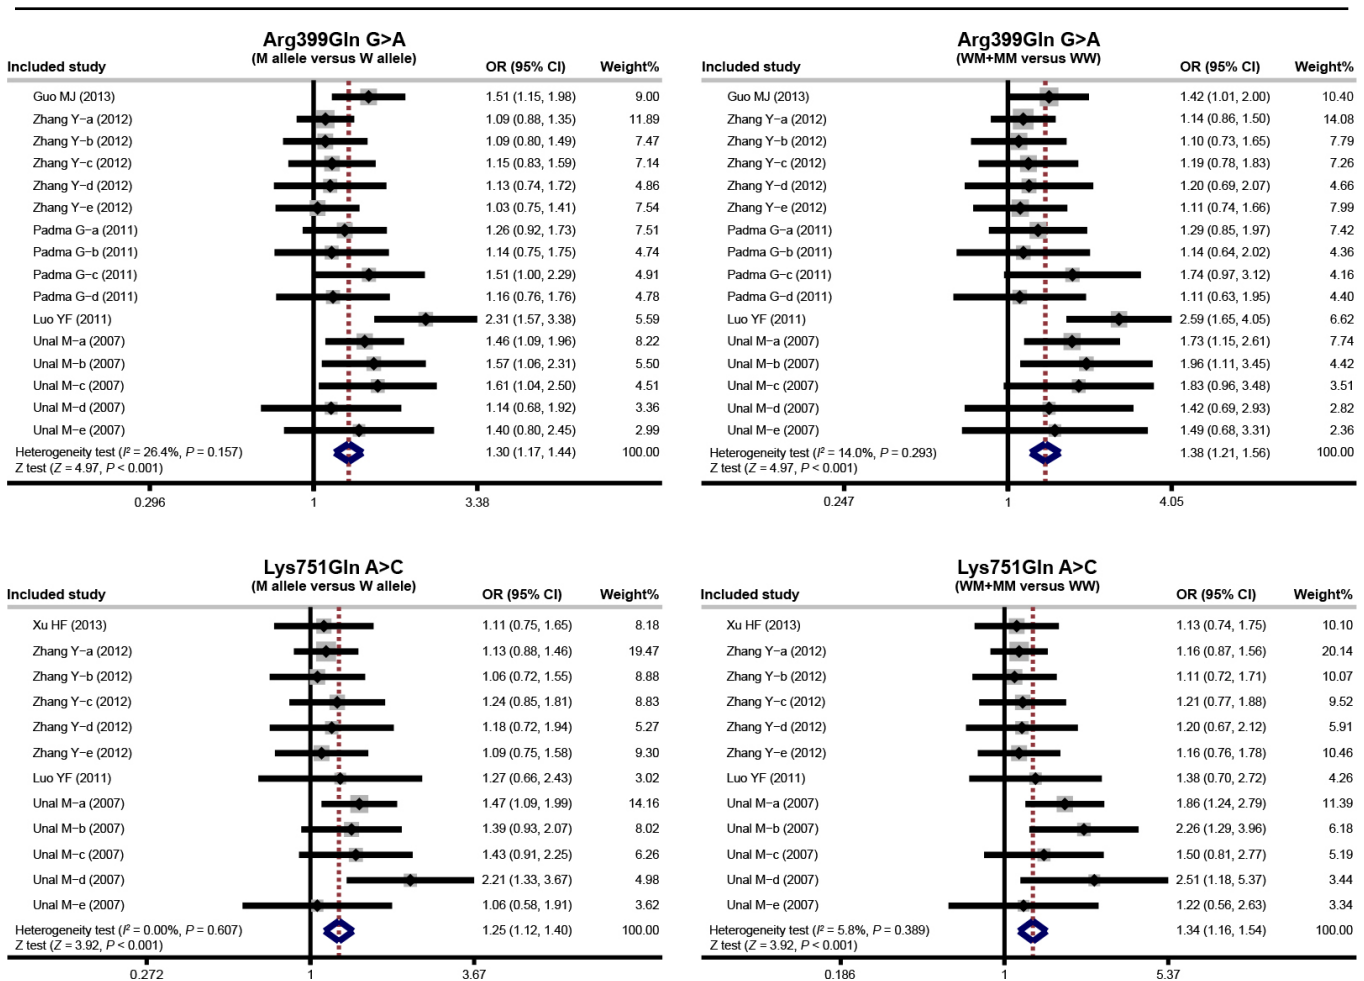 Arg399Gln G>A
(M allele versus W allele)
Included study OR (95% CI) Weight%
Guo MJ (2013) 1.51 (1.15, 1.98) 9.00
Zhang Y−a (2012) 1.09 (0.88, 1.35) 11.89
Zhang Y−b (2012) 1.09 (0.80, 1.49) 7.47
Zhang Y−c (2012) 1.15 (0.83, 1.59) 7.14
Zhang Y−d (2012) 1.13 (0.74, 1.72) 4.86
Zhang Y−e (2012) 1.03 (0.75, 1.41) 7.54
Padma G−a (2011) 1.26 (0.92, 1.73) 7.51
Padma G−b (2011) 1.14 (0.75, 1.75) 4.74
Padma G−c (2011) 1.51 (1.00, 2.29) 4.91
Padma G−d (2011) 1.16 (0.76, 1.76) 4.78
Luo YF (2011) 2.31 (1.57, 3.38) 5.59
Unal M−a (2007) 1.46 (1.09, 1.96) 8.22
Unal M−b (2007) 1.57 (1.06, 2.31) 5.50
Unal M−c (2007) 1.61 (1.04, 2.50) 4.51
Unal M−d (2007) 1.14 (0.68, 1.92) 3.36
Unal M−e (2007) 1.40 (0.80, 2.45) 2.99
Heterogeneity test (I² = 26.4%, P = 0.157) 1.30 (1.17, 1.44) 100.00
Z test (Z = 4.97, P < 0.001)
0.296 1 3.38
Arg399Gln G>A
(WM+MM versus WW)
Included study OR (95% CI) Weight%
Guo MJ (2013) 1.42 (1.01, 2.00) 10.40
Zhang Y−a (2012) 1.14 (0.86, 1.50) 14.08
Zhang Y−b (2012) 1.10 (0.73, 1.65) 7.79
Zhang Y−c (2012) 1.19 (0.78, 1.83) 7.26
Zhang Y−d (2012) 1.20 (0.69, 2.07) 4.66
Zhang Y−e (2012) 1.11 (0.74, 1.66) 7.99
Padma G−a (2011) 1.29 (0.85, 1.97) 7.42
Padma G−b (2011) 1.14 (0.64, 2.02) 4.36
Padma G−c (2011) 1.74 (0.97, 3.12) 4.16
Padma G−d (2011) 1.11 (0.63, 1.95) 4.40
Luo YF (2011) 2.59 (1.65, 4.05) 6.62
Unal M−a (2007) 1.73 (1.15, 2.61) 7.74
Unal M−b (2007) 1.96 (1.11, 3.45) 4.42
Unal M−c (2007) 1.83 (0.96, 3.48) 3.51
Unal M−d (2007) 1.42 (0.69, 2.93) 2.82
Unal M−e (2007) 1.49 (0.68, 3.31) 2.36
Heterogeneity test (I² = 14.0%, P = 0.293) 1.38 (1.21, 1.56) 100.00
Z test (Z = 4.97, P < 0.001)
0.247 1 4.05
Lys751Gln A>C
(M allele versus W allele)
Included study OR (95% CI) Weight%
Xu HF (2013) 1.11 (0.75, 1.65) 8.18
Zhang Y−a (2012) 1.13 (0.88, 1.46) 19.47
Zhang Y−b (2012) 1.06 (0.72, 1.55) 8.88
Zhang Y−c (2012) 1.24 (0.85, 1.81) 8.83
Zhang Y−d (2012) 1.18 (0.72, 1.94) 5.27
Zhang Y−e (2012) 1.09 (0.75, 1.58) 9.30
Luo YF (2011) 1.27 (0.66, 2.43) 3.02
Unal M−a (2007) 1.47 (1.09, 1.99) 14.16
Unal M−b (2007) 1.39 (0.93, 2.07) 8.02
Unal M−c (2007) 1.43 (0.91, 2.25) 6.26
Unal M−d (2007) 2.21 (1.33, 3.67) 4.98
Unal M−e (2007) 1.06 (0.58, 1.91) 3.62
Heterogeneity test (I² = 0.00%, P = 0.607) 1.25 (1.12, 1.40) 100.00
Z test (Z = 3.92, P < 0.001)
0.272 1 3.67
Lys751Gln A>C
(WM+MM versus WW)
Included study OR (95% CI) Weight%
Xu HF (2013) 1.13 (0.74, 1.75) 10.10
Zhang Y−a (2012) 1.16 (0.87, 1.56) 20.14
Zhang Y−b (2012) 1.11 (0.72, 1.71) 10.07
Zhang Y−c (2012) 1.21 (0.77, 1.88) 9.52
Zhang Y−d (2012) 1.20 (0.67, 2.12) 5.91
Zhang Y−e (2012) 1.16 (0.76, 1.78) 10.46
Luo YF (2011) 1.38 (0.70, 2.72) 4.26
Unal M−a (2007) 1.86 (1.24, 2.79) 11.39
Unal M−b (2007) 2.26 (1.29, 3.96) 6.18
Unal M−c (2007) 1.50 (0.81, 2.77) 5.19
Unal M−d (2007) 2.51 (1.18, 5.37) 3.44
Unal M−e (2007) 1.22 (0.56, 2.63) 3.34
Heterogeneity test (I² = 5.8%, P = 0.389) 1.34 (1.16, 1.54) 100.00
Z test (Z = 3.92, P < 0.001)
0.186 1 5.37